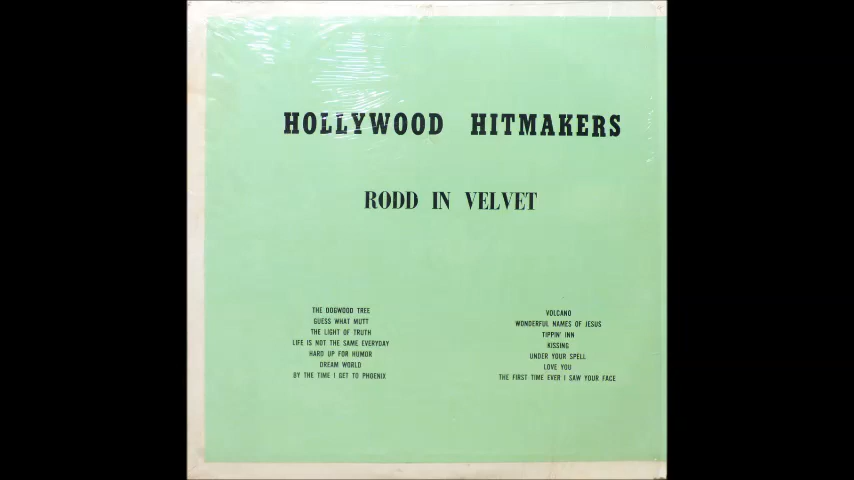 HOLLYWOOD HITMAKERS
RODD IN VELVET
THE DOGWOOD TREE
GUESS WHAT MUTT
THE LIGHT OF TRUTH
LIFE IS NOT THE SAME EVERYDAY
HARD UP FOR HUMOR
DREAM WORLD
BY THE TIME I GET TO PHOENIX
VOLCANO
WONDERFUL NAMES OF JESUS
TIPPIN' INN
KISSING
UNDER YOUR SPELL
LOVE YOU
THE FIRST TIME EVER I SAW YOUR FACE